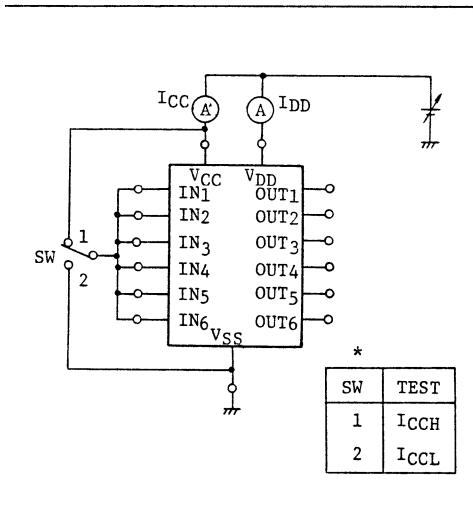 ICC A IDD A
VCC VDD
IN1 OUT1
IN2 OUT2
IN3 OUT3
IN4 OUT4
IN5 OUT5
IN6 OUT6
VSS
SW 1
2
*
SW TEST
1 ICCH
2 ICCL